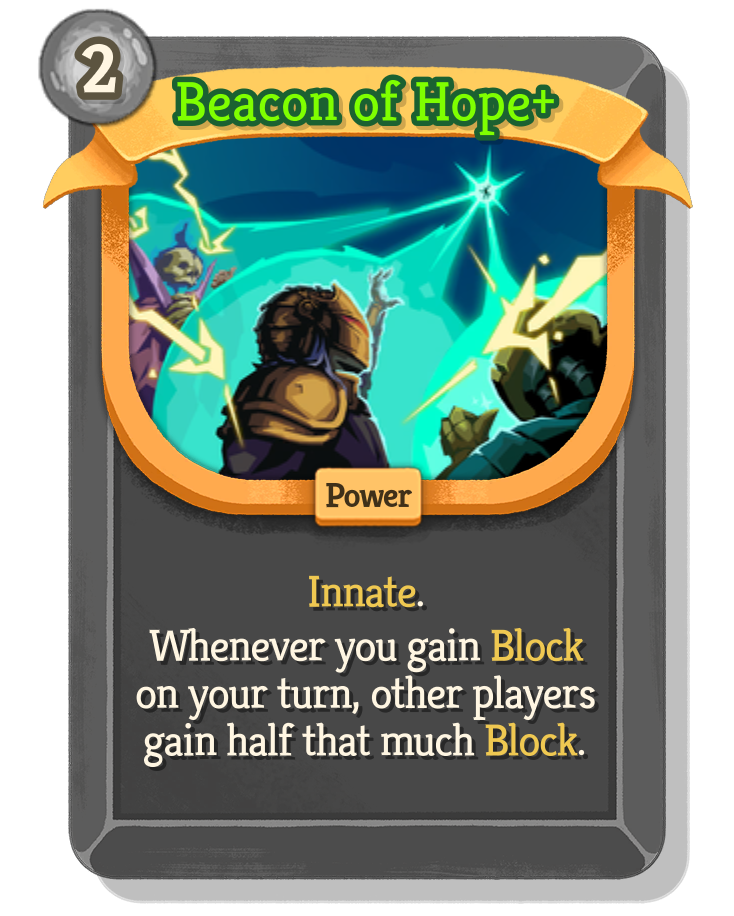 2
Beacon of Hope+
Power
Innate.
Whenever you gain Block
on your turn, other players
gain half that much Block.